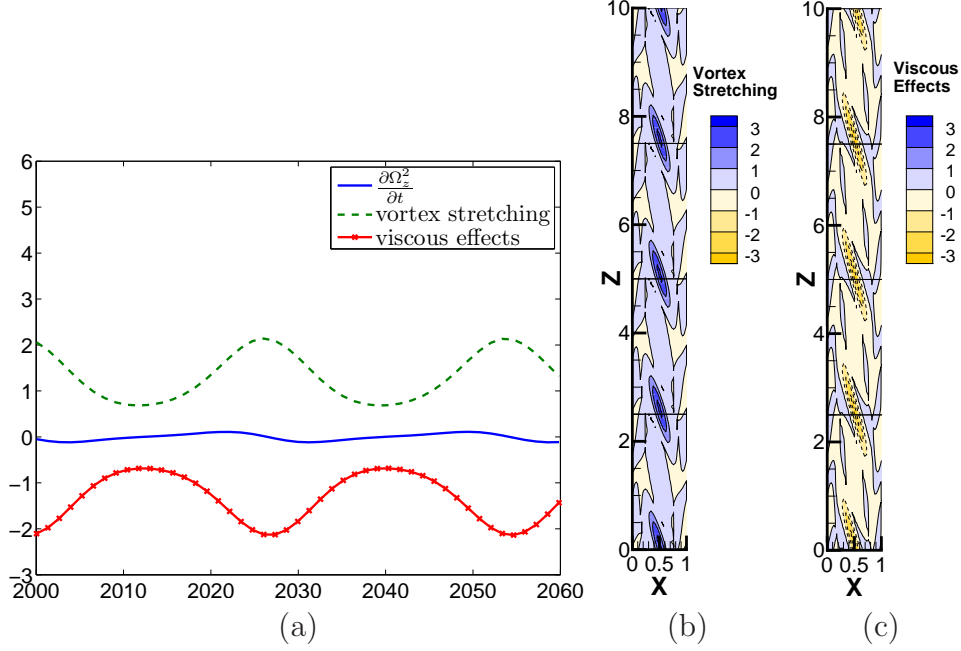 6
5
4
3
2
1
0
−1
−2
−3
2000 2010 2020 2030 2040 2050 2060
∂Ω_z^2/∂t
vortex stretching
viscous effects
(a)
10
8
6
4
2
0
Z
0 0.5 1
X
Vortex
Stretching
3
2
1
0
-1
-2
-3
(b)
10
8
6
4
2
0
Z
0 0.5 1
X
Viscous
Effects
3
2
1
0
-1
-2
-3
(c)